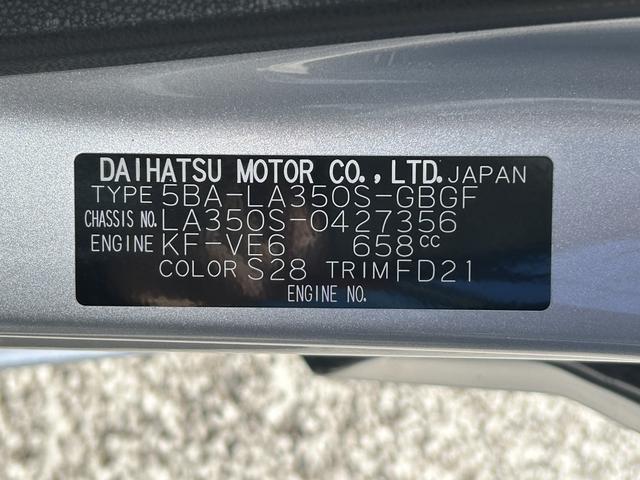 DAIHATSU MOTOR CO., LTD. JAPAN
TYPE 5BA-LA350S-GBGF
CHASSIS NO. LA350S-0427356
ENGINE KF-VE6 658cc
COLOR S28 TRIM FD21
ENGINE NO.